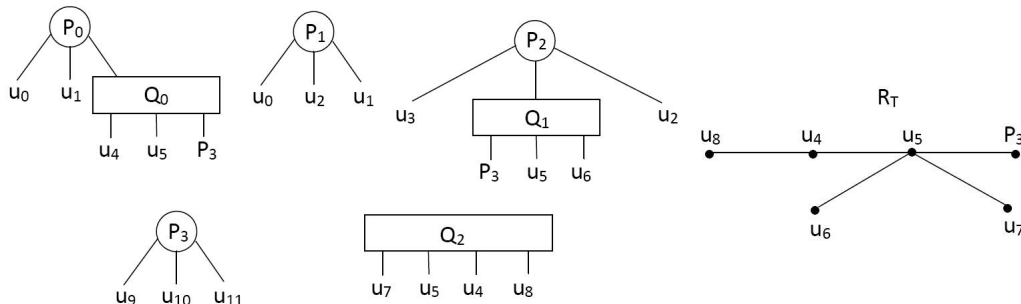 P₀ P₁ P₂
u₀ u₁ Q₀ u₀ u₂ u₁ u₃ Q₁ u₂ R_T
u₄ u₅ P₃ P₃ u₅ u₆ u₈ u₄ u₅ P₃
P₃ Q₂ u₆ u₇
u₉ u₁₀ u₁₁ u₇ u₅ u₄ u₈